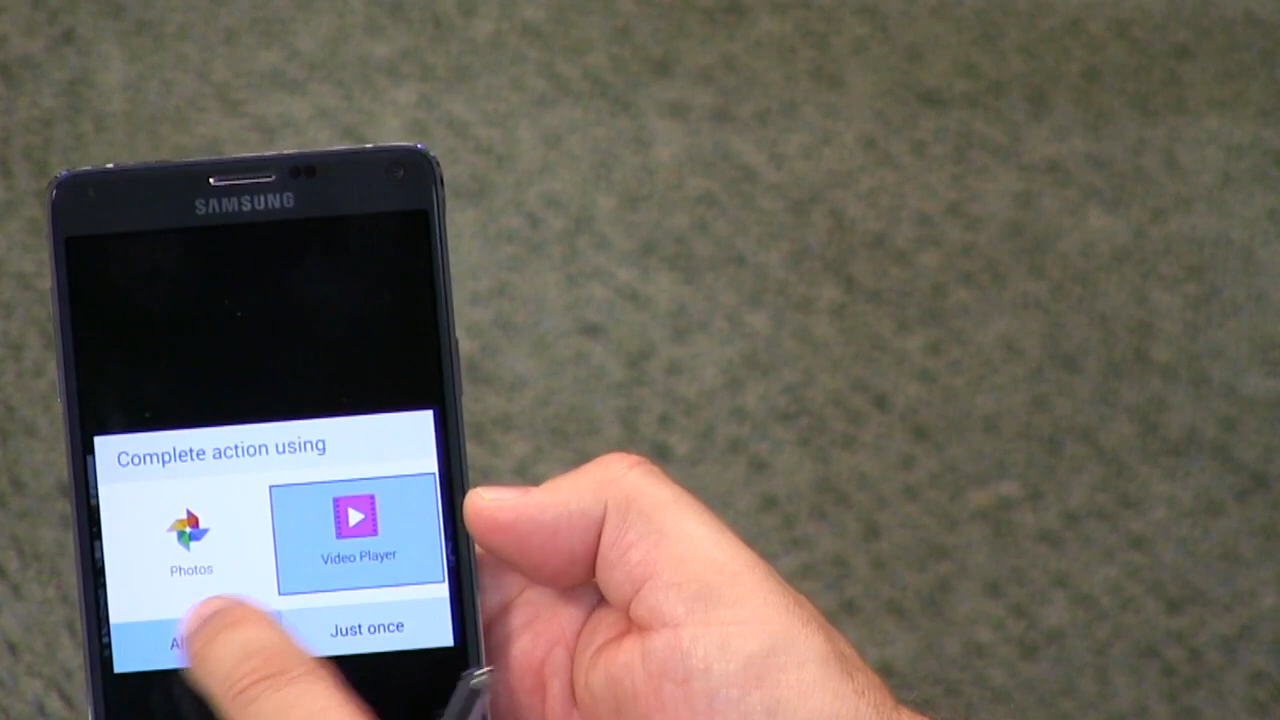 SAMSUNG
Complete action using
Photos
Video Player
Just once